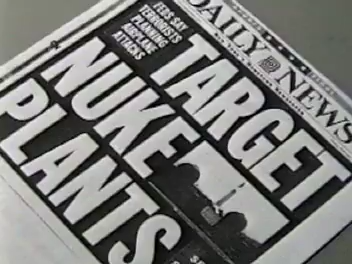 DAILY NEWS
FEDS SAY
TERRORISTS
PLANNING
AIRPLANE
ATTACKS
TARGET
NUKE
PLANTS